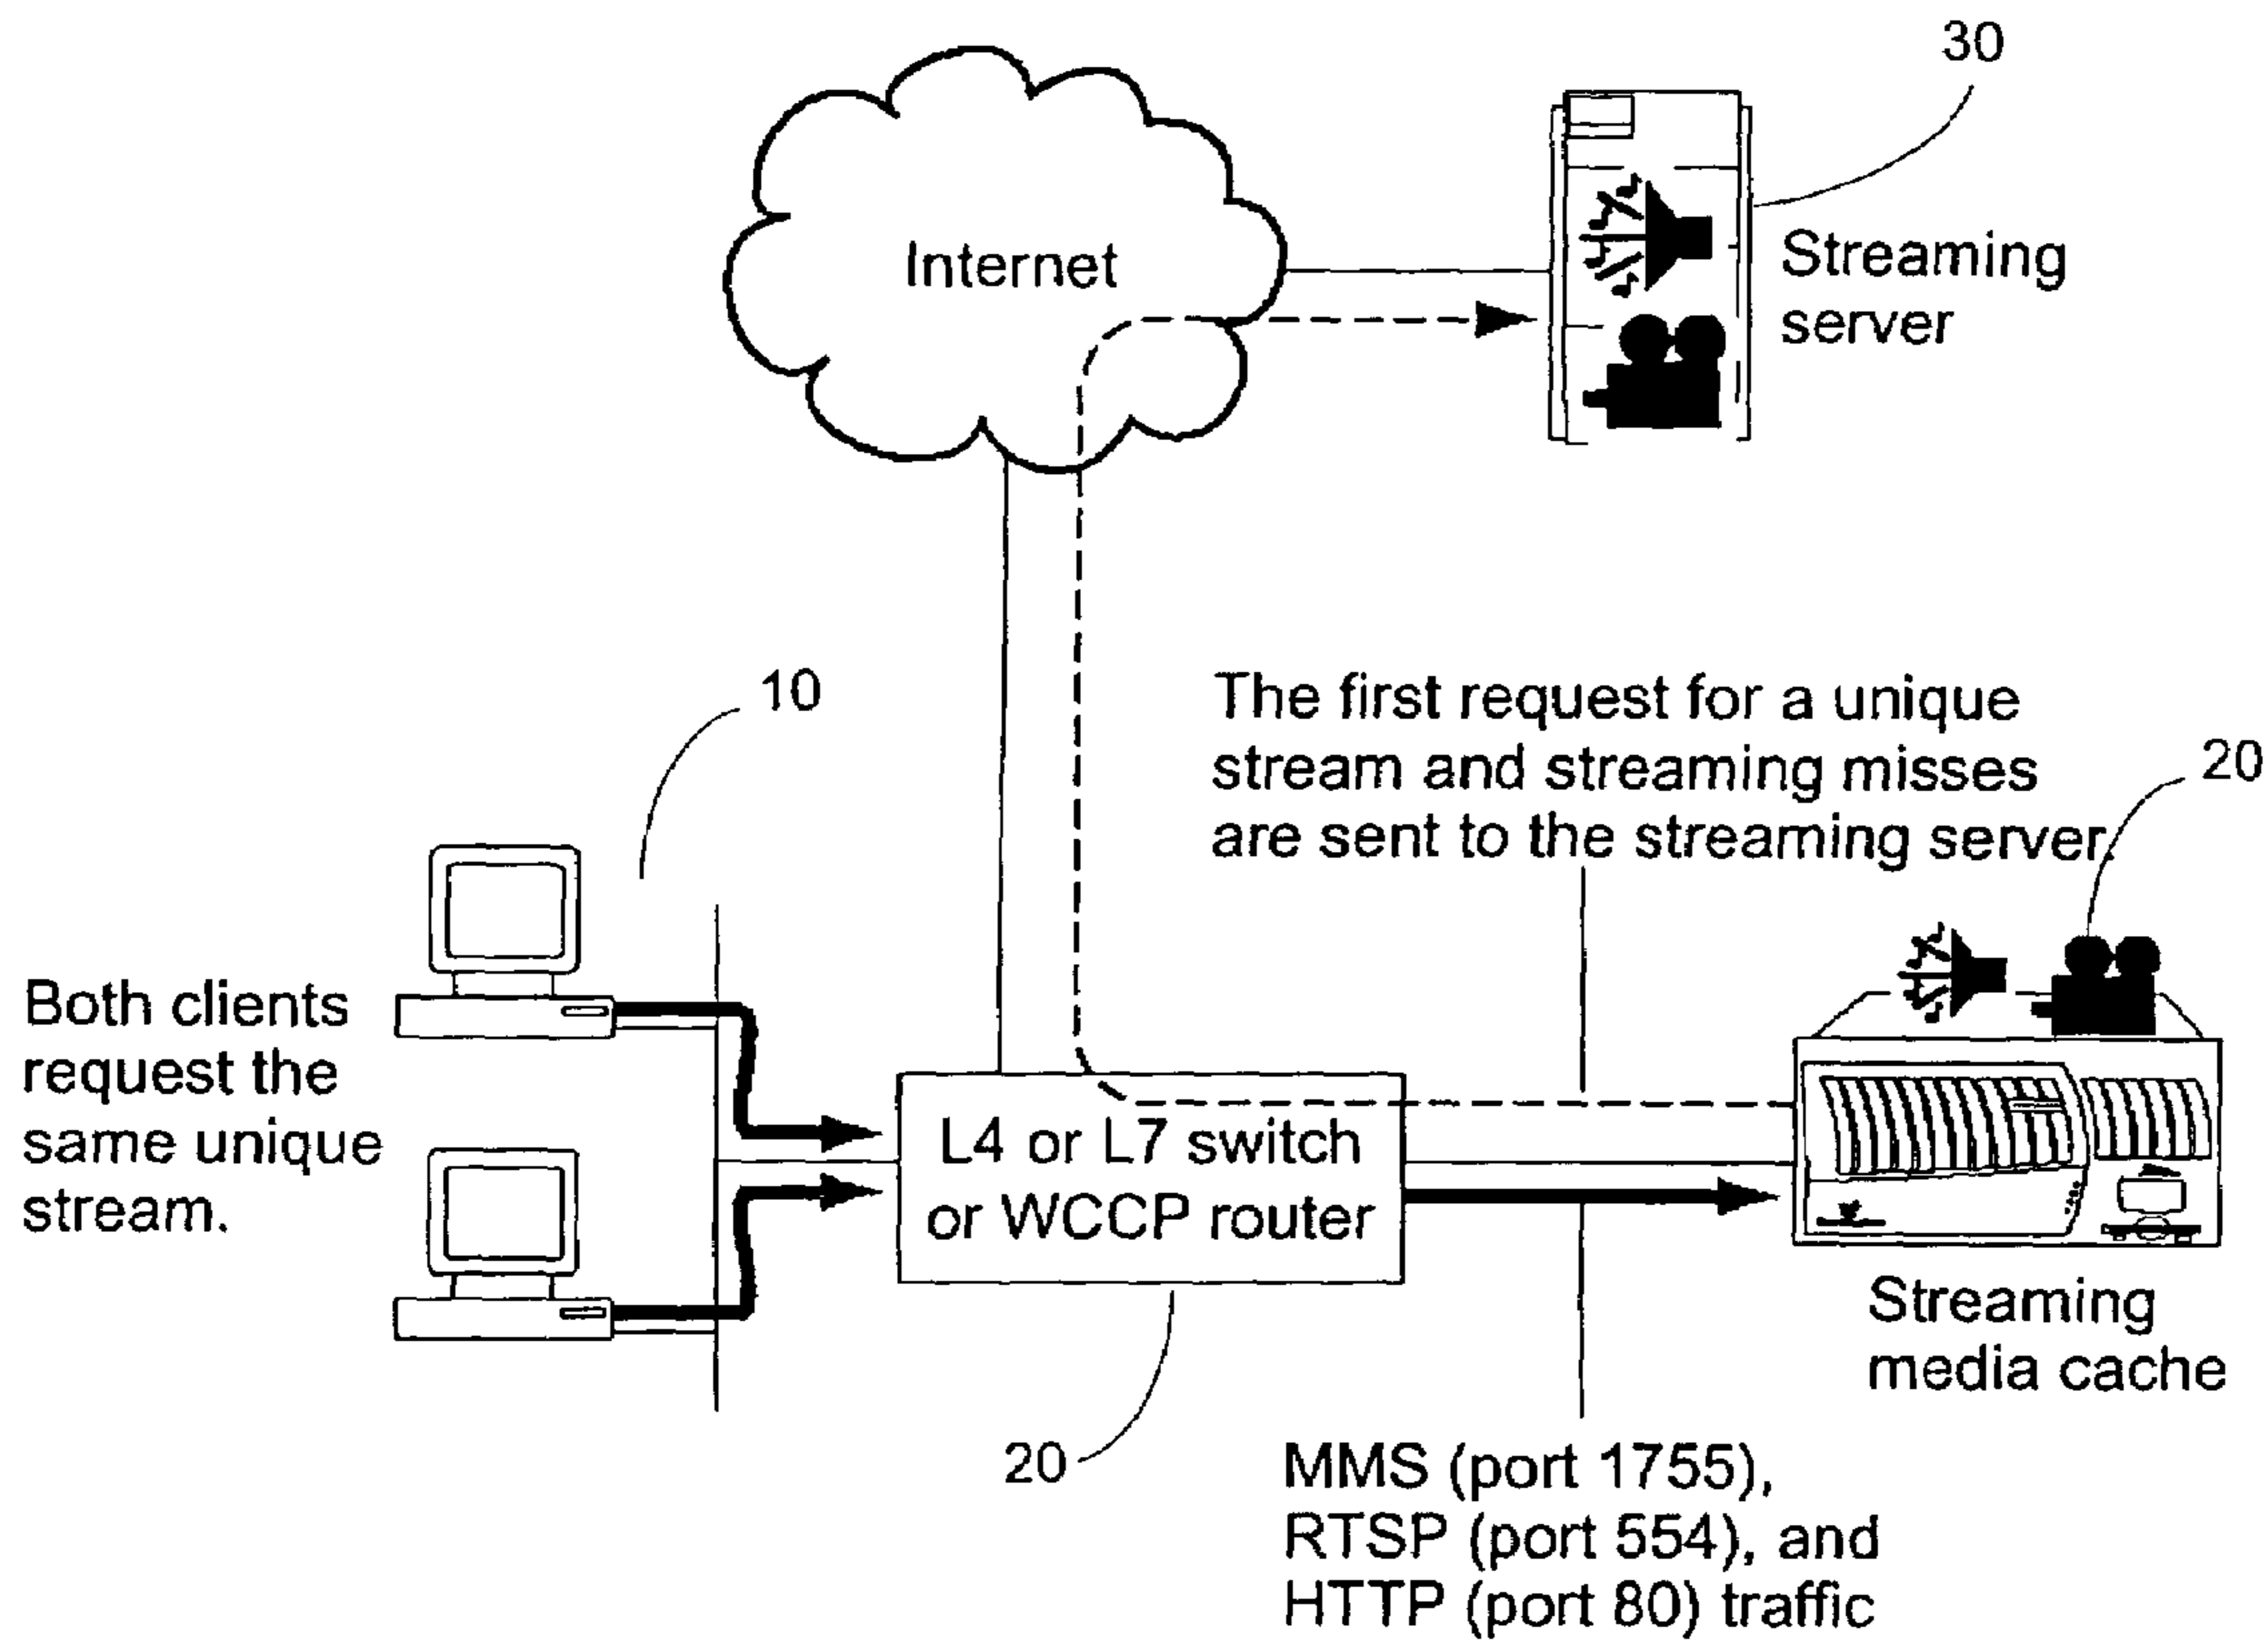 30
Internet
Streaming
server
10
The first request for a unique
stream and streaming misses
are sent to the streaming server.
20
Both clients
request the
same unique
stream.
L4 or L7 switch
or WCCP router
Streaming
media cache
20
MMS (port 1755),
RTSP (port 554), and
HTTP (port 80) traffic